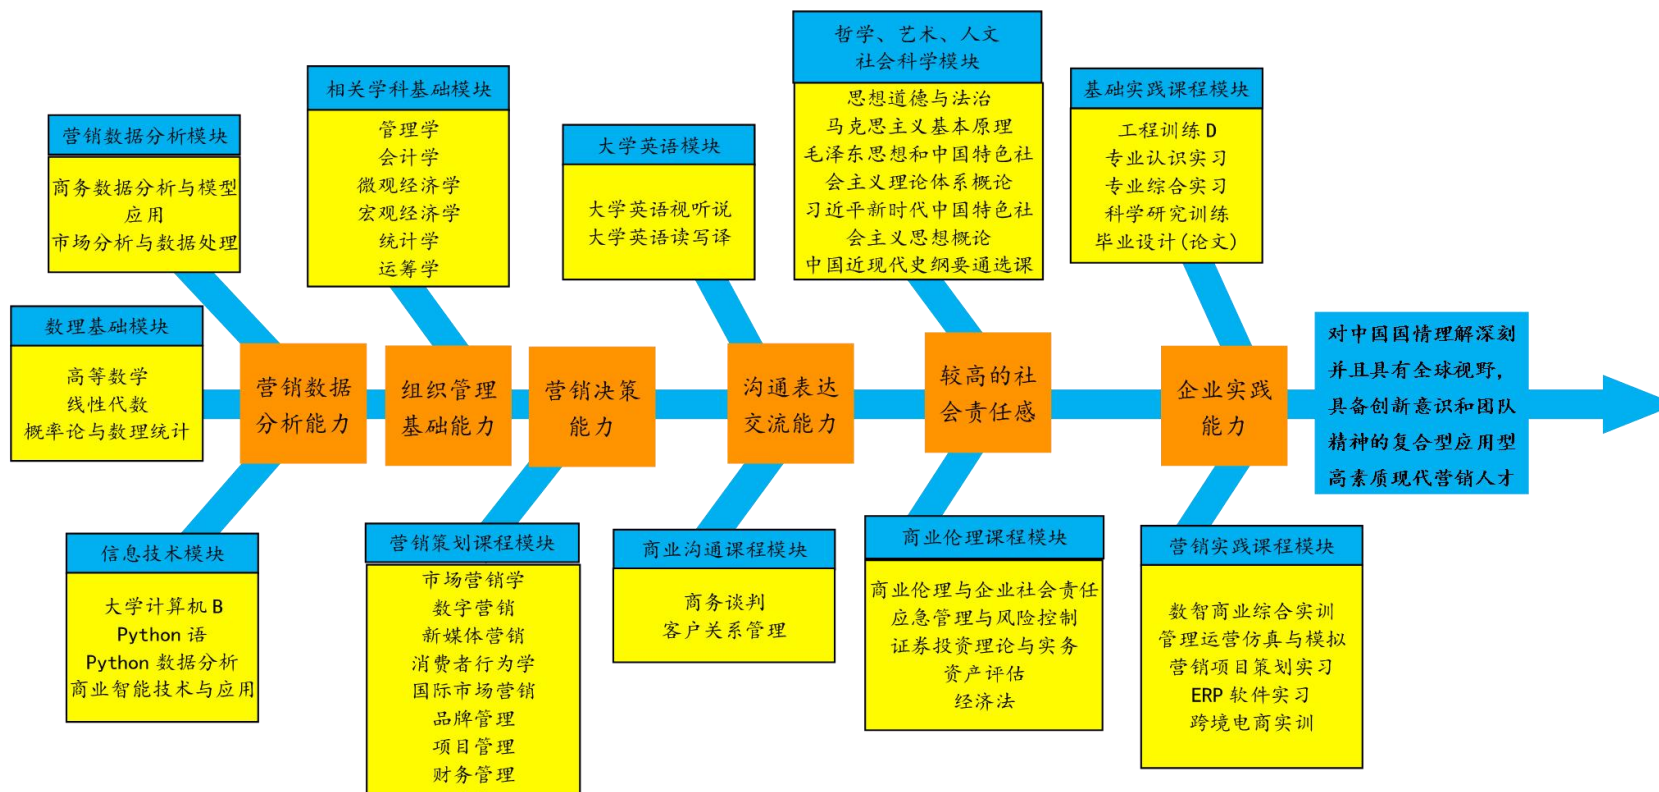 营销数据分析模块
商务数据分析与模型
应用
市场分析与数据处理
相关学科基础模块
管理学
会计学
微观经济学
宏观经济学
统计学
运筹学
大学英语模块
大学英语视听说
大学英语读写译
哲学、艺术、人文
社会科学模块
思想道德与法治
马克思主义基本原理
毛泽东思想和中国特色社
会主义理论体系概论
习近平新时代中国特色社
会主义思想概论
中国近现代史纲要通选课
基础实践课程模块
工程训练 D
专业认识实习
专业综合实习
科学研究训练
毕业设计(论文)
数理基础模块
高等数学
线性代数
概率论与数理统计
营销数据
分析能力
组织管理
基础能力
营销决策
能力
沟通表达
交流能力
较高的社
会责任感
企业实践
能力
对中国国情理解深刻
并且具有全球视野,
具备创新意识和团队
精神的复合型应用型
高素质现代营销人才
信息技术模块
大学计算机 B
Python 语
Python 数据分析
商业智能技术与应用
营销策划课程模块
市场营销学
数字营销
新媒体营销
消费者行为学
国际市场营销
品牌管理
项目管理
财务管理
商业沟通课程模块
商务谈判
客户关系管理
商业伦理课程模块
商业伦理与企业社会责任
应急管理与风险控制
证券投资理论与实务
资产评估
经济法
营销实践课程模块
数智商业综合实训
管理运营仿真与模拟
营销项目策划实习
ERP 软件实习
跨境电商实训